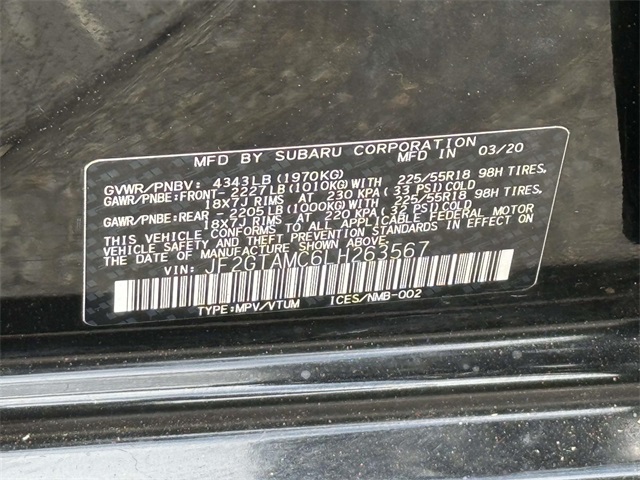 MFD BY SUBARU CORPORATION
MFD IN 03/20
GVWR/PNBV: 4343LB (1970KG)
GAWR/PNBE:FRONT-2227LB (1010KG)WITH 225/55R18 98H TIRES,
18X7J RIMS AT 230 KPA (33 PSI)COLD
GAWR/PNBE:REAR -2205LB (1000KG)WITH 225/55R18 98H TIRES,
18X7J RIMS AT 220 KPA (32 PSI)COLD
THIS VEHICLE CONFORMS TO ALL APPLICABLE FEDERAL MOTOR
VEHICLE SAFETY AND THEFT PREVENTION STANDARDS IN EFFECT ON
THE DATE OF MANUFACTURE SHOWN ABOVE.
VIN: JF2GTAMC6LH263567
TYPE:MPV/VTUM ICES/NMB-002